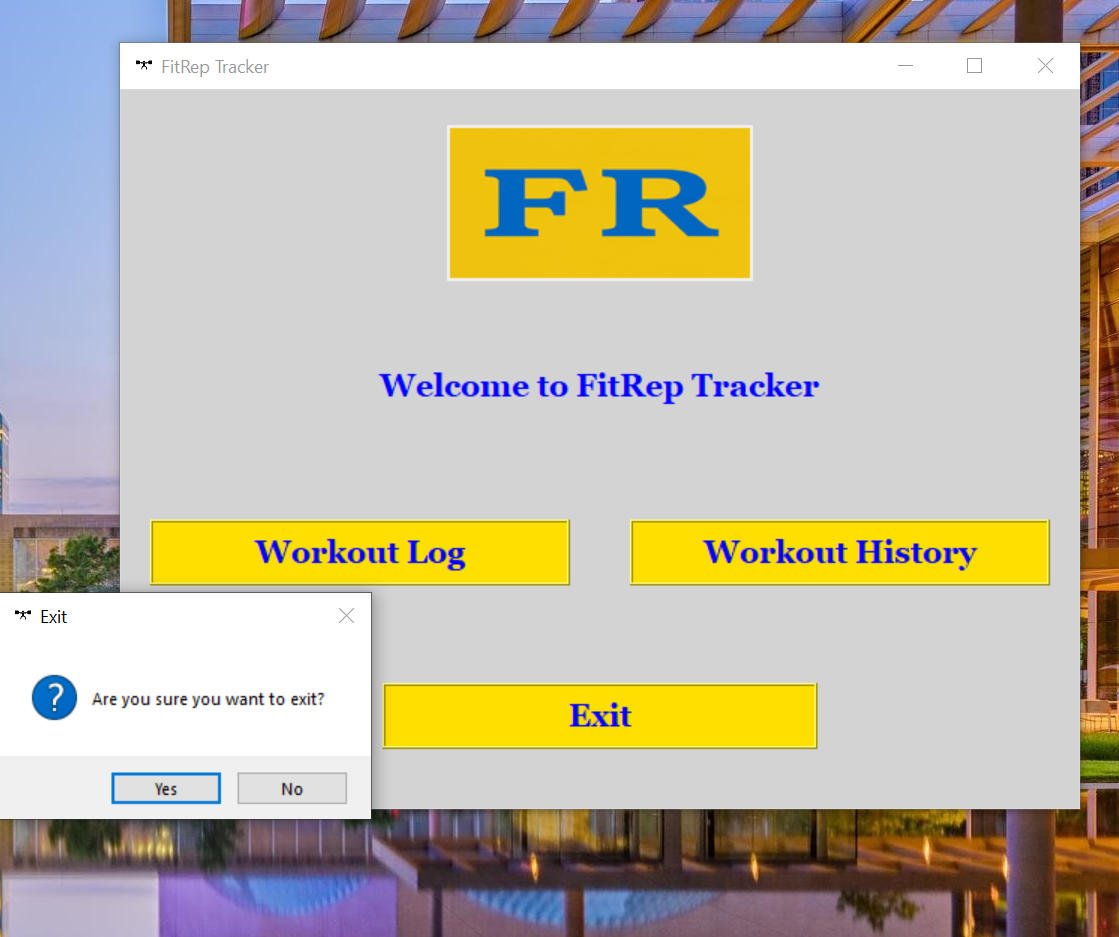 FitRep Tracker
FR
Welcome to FitRep Tracker
Workout Log
Workout History
Exit
Are you sure you want to exit?
Exit
Yes
No